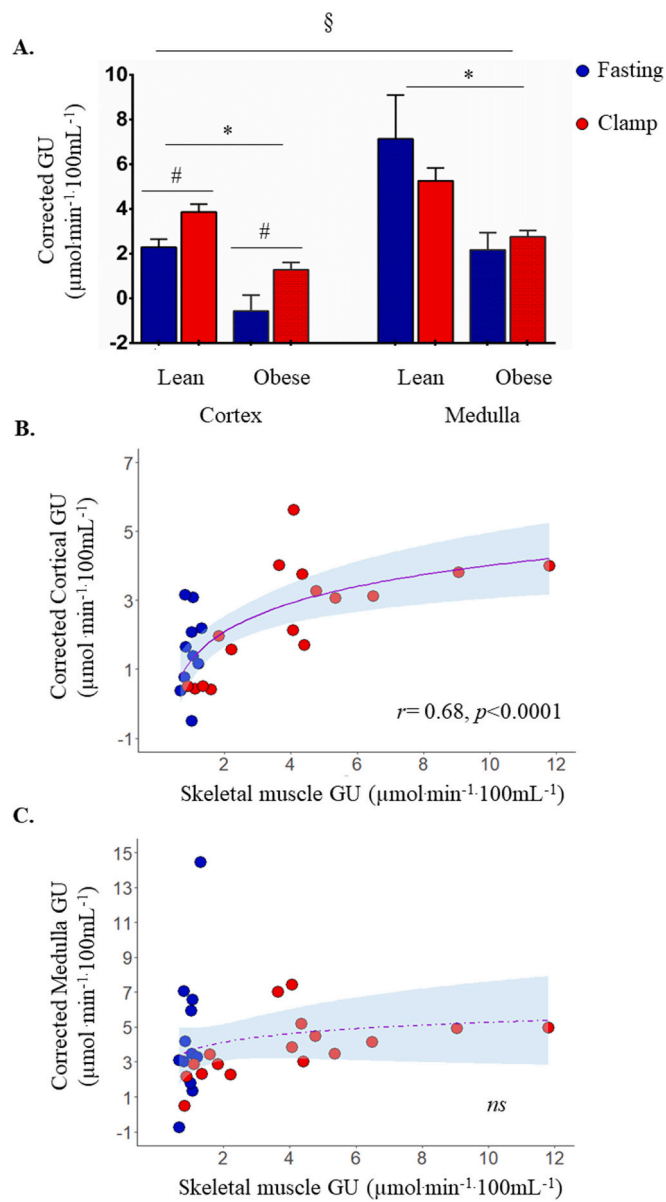 §
A.
Fasting
Clamp
Corrected GU
(µmol·min-1·100mL-1)
10
8
6
4
2
0
-2
*
#
#
*
Lean
Obese
Lean
Obese
Cortex
Medulla
B.
Corrected Cortical GU
(µmol·min-1·100mL-1)
7
5
3
1
-1
r= 0.68, p<0.0001
2 4 6 8 10 12
Skeletal muscle GU (µmol·min-1·100mL-1)
C.
Corrected Medulla GU
(µmol·min-1·100mL-1)
15
13
11
9
7
5
3
1
-1
ns
2 4 6 8 10 12
Skeletal muscle GU (µmol·min-1·100mL-1)